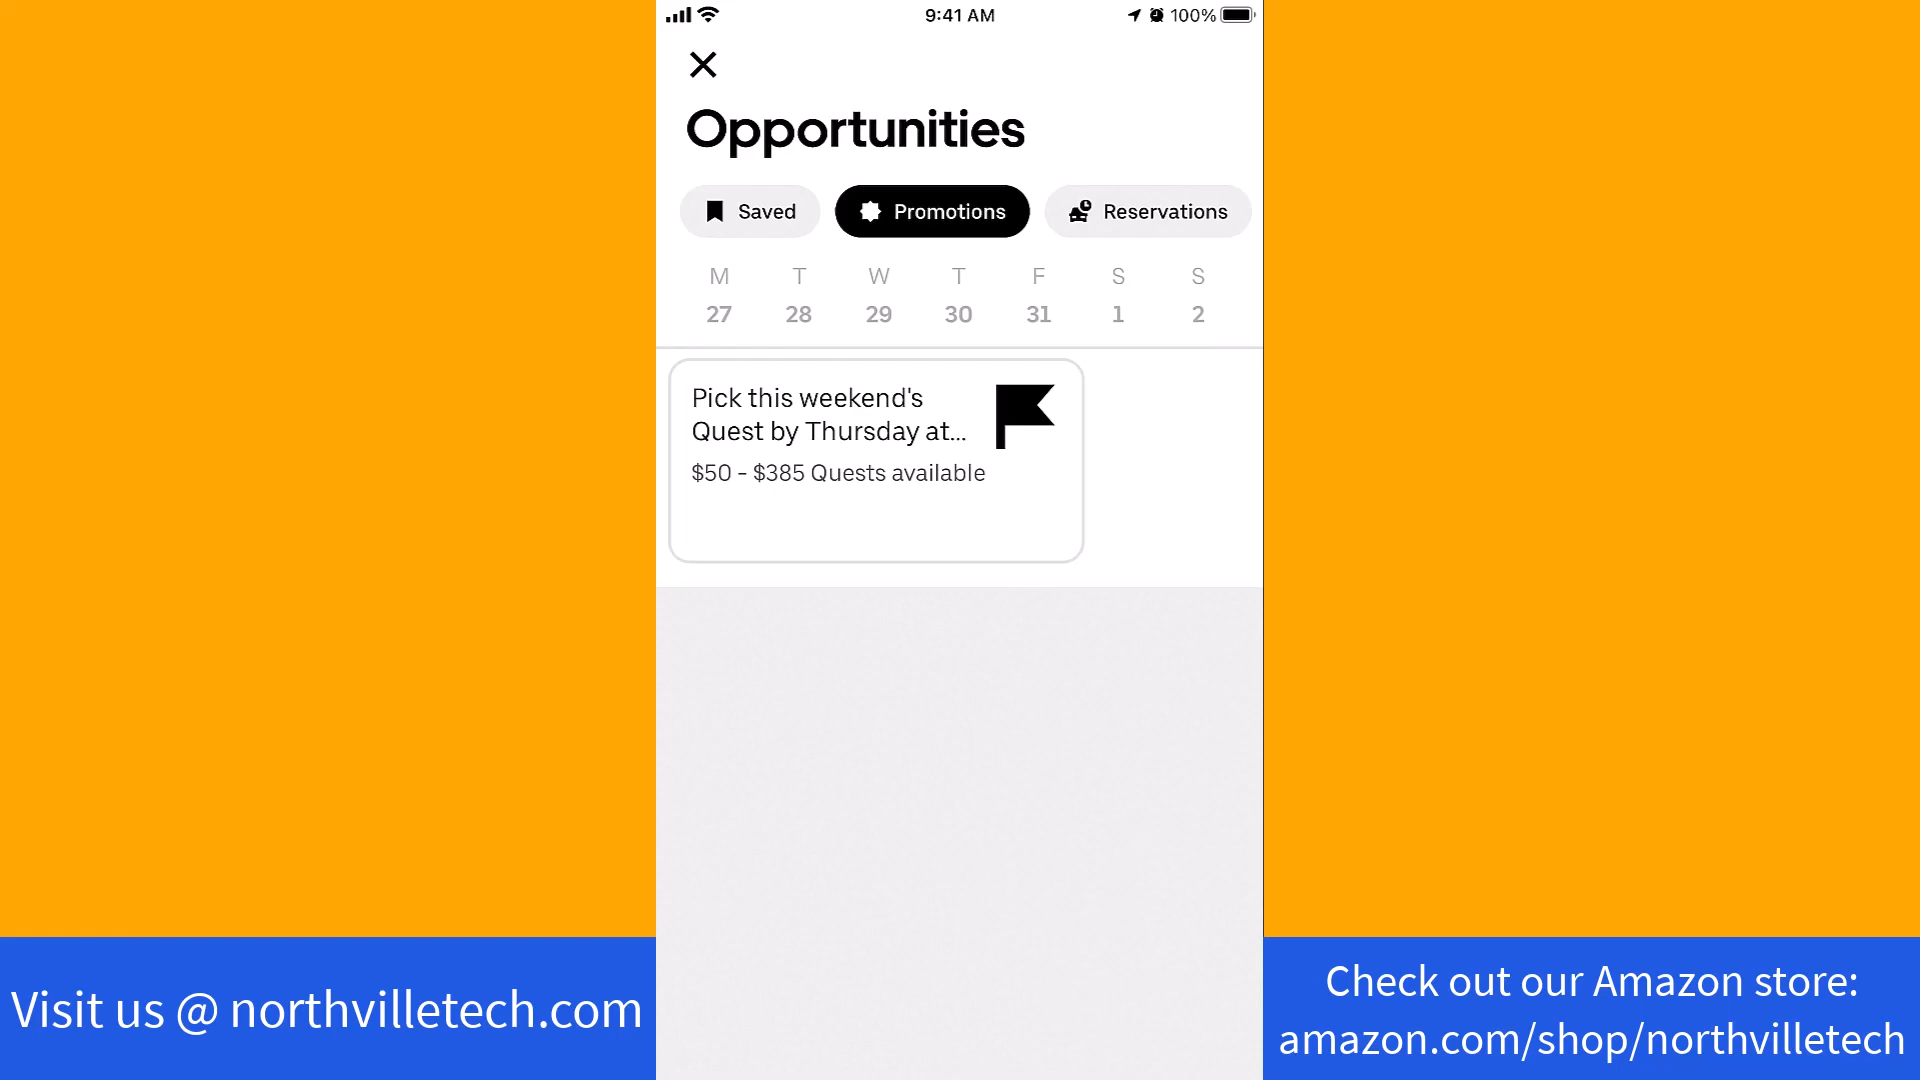 9:41 AM
100%
Opportunities
Saved
Promotions
Reservations
M T W T F S S
27 28 29 30 31 1 2
Pick this weekend's
Quest by Thursday at...
$50 - $385 Quests available
Visit us @ northvilletech.com
Check out our Amazon store:
amazon.com/shop/northvilletech